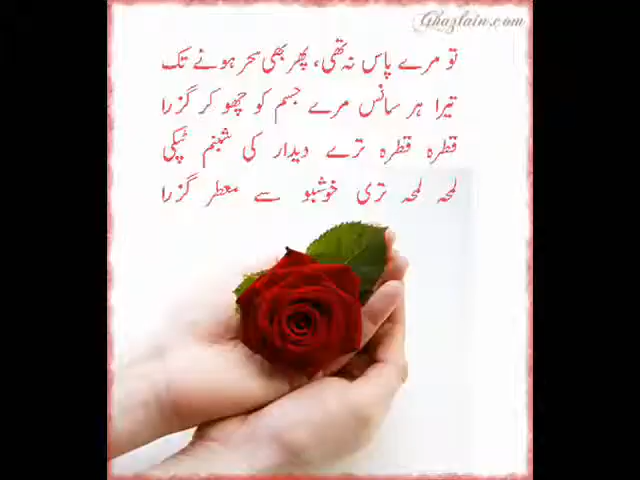 Ghazlain.com
تو مرے پاس نہ تھی، پھر بھی سحر ہونے تک
تیرا ہر سانس مرے جسم کو چھو کر گزرا
قطرہ قطرہ ترے دیدار کی شبنم ٹپکی
لمحہ لمحہ تری خوشبو سے معطر گزرا